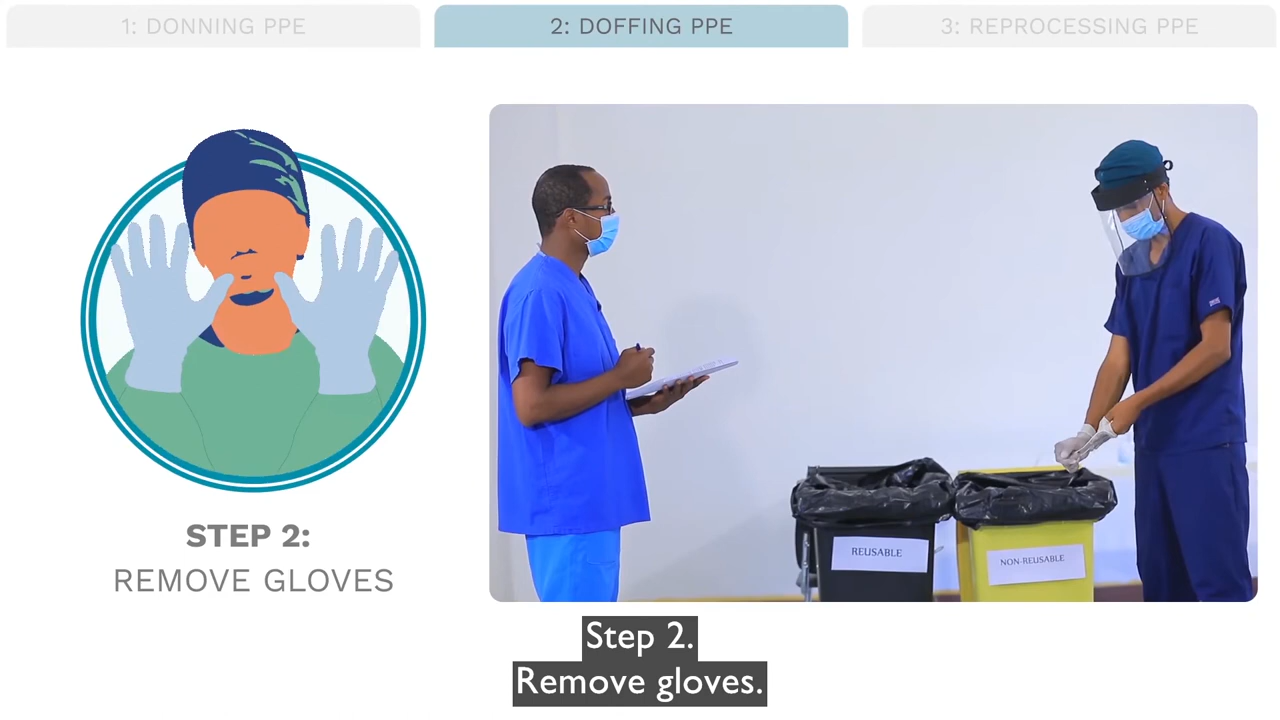 1: DONNING PPE
2: DOFFING PPE
3: REPROCESSING PPE
STEP 2:
REMOVE GLOVES
REUSABLE
NON-REUSABLE
Step 2.
Remove gloves.